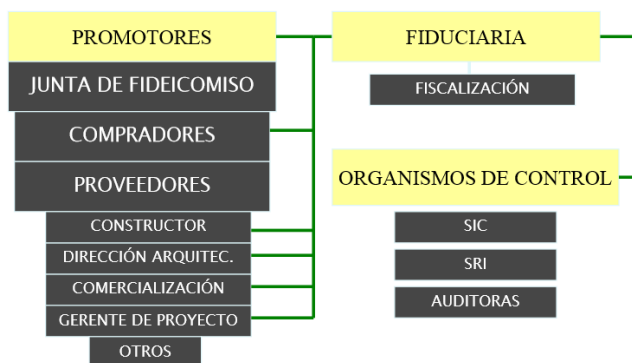 PROMOTORES
JUNTA DE FIDEICOMISO
COMPRADORES
PROVEEDORES
CONSTRUCTOR
DIRECCIÓN ARQUITEC.
COMERCIALIZACIÓN
GERENTE DE PROYECTO
OTROS
FIDUCIARIA
FISCALIZACIÓN
ORGANISMOS DE CONTROL
SIC
SRI
AUDITORAS